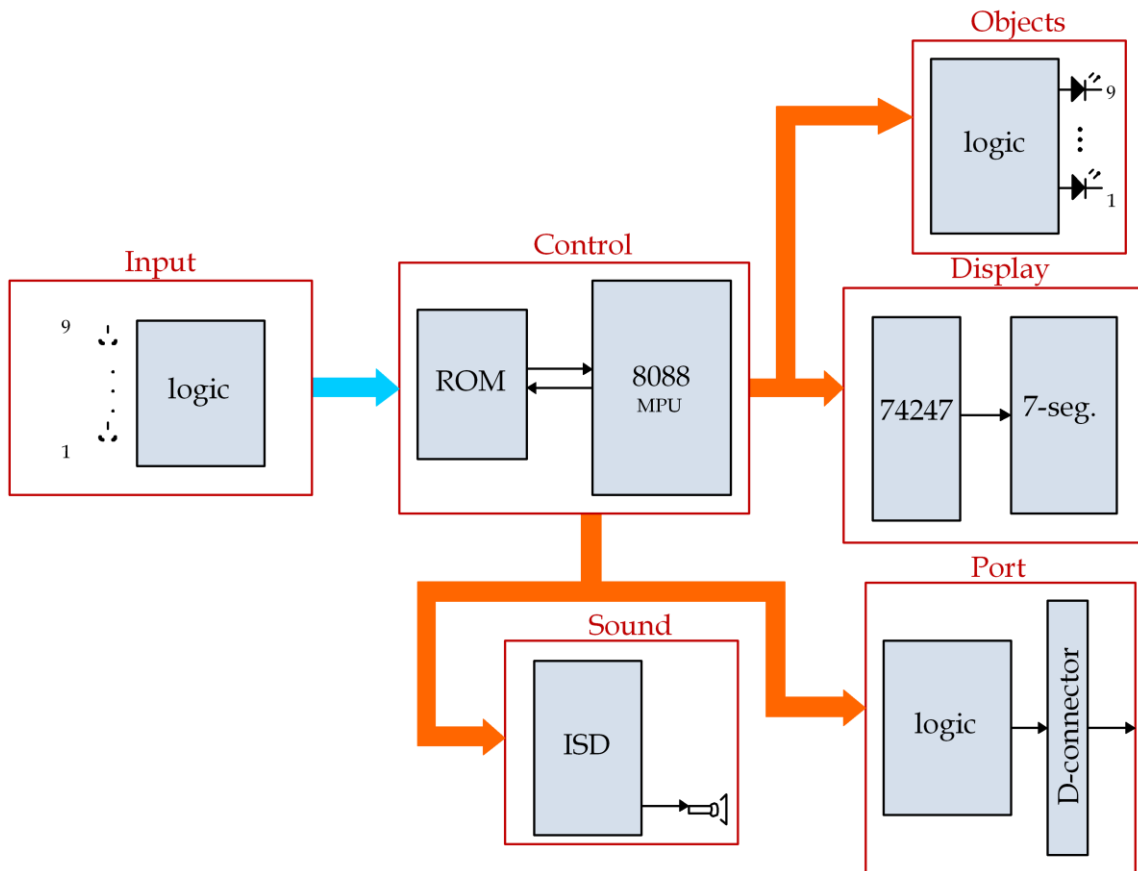 Objects
logic
9
1
Input
9
1
logic
Control
ROM
8088
MPU
Display
74247
7-seg.
Sound
ISD
Port
logic
D-connector